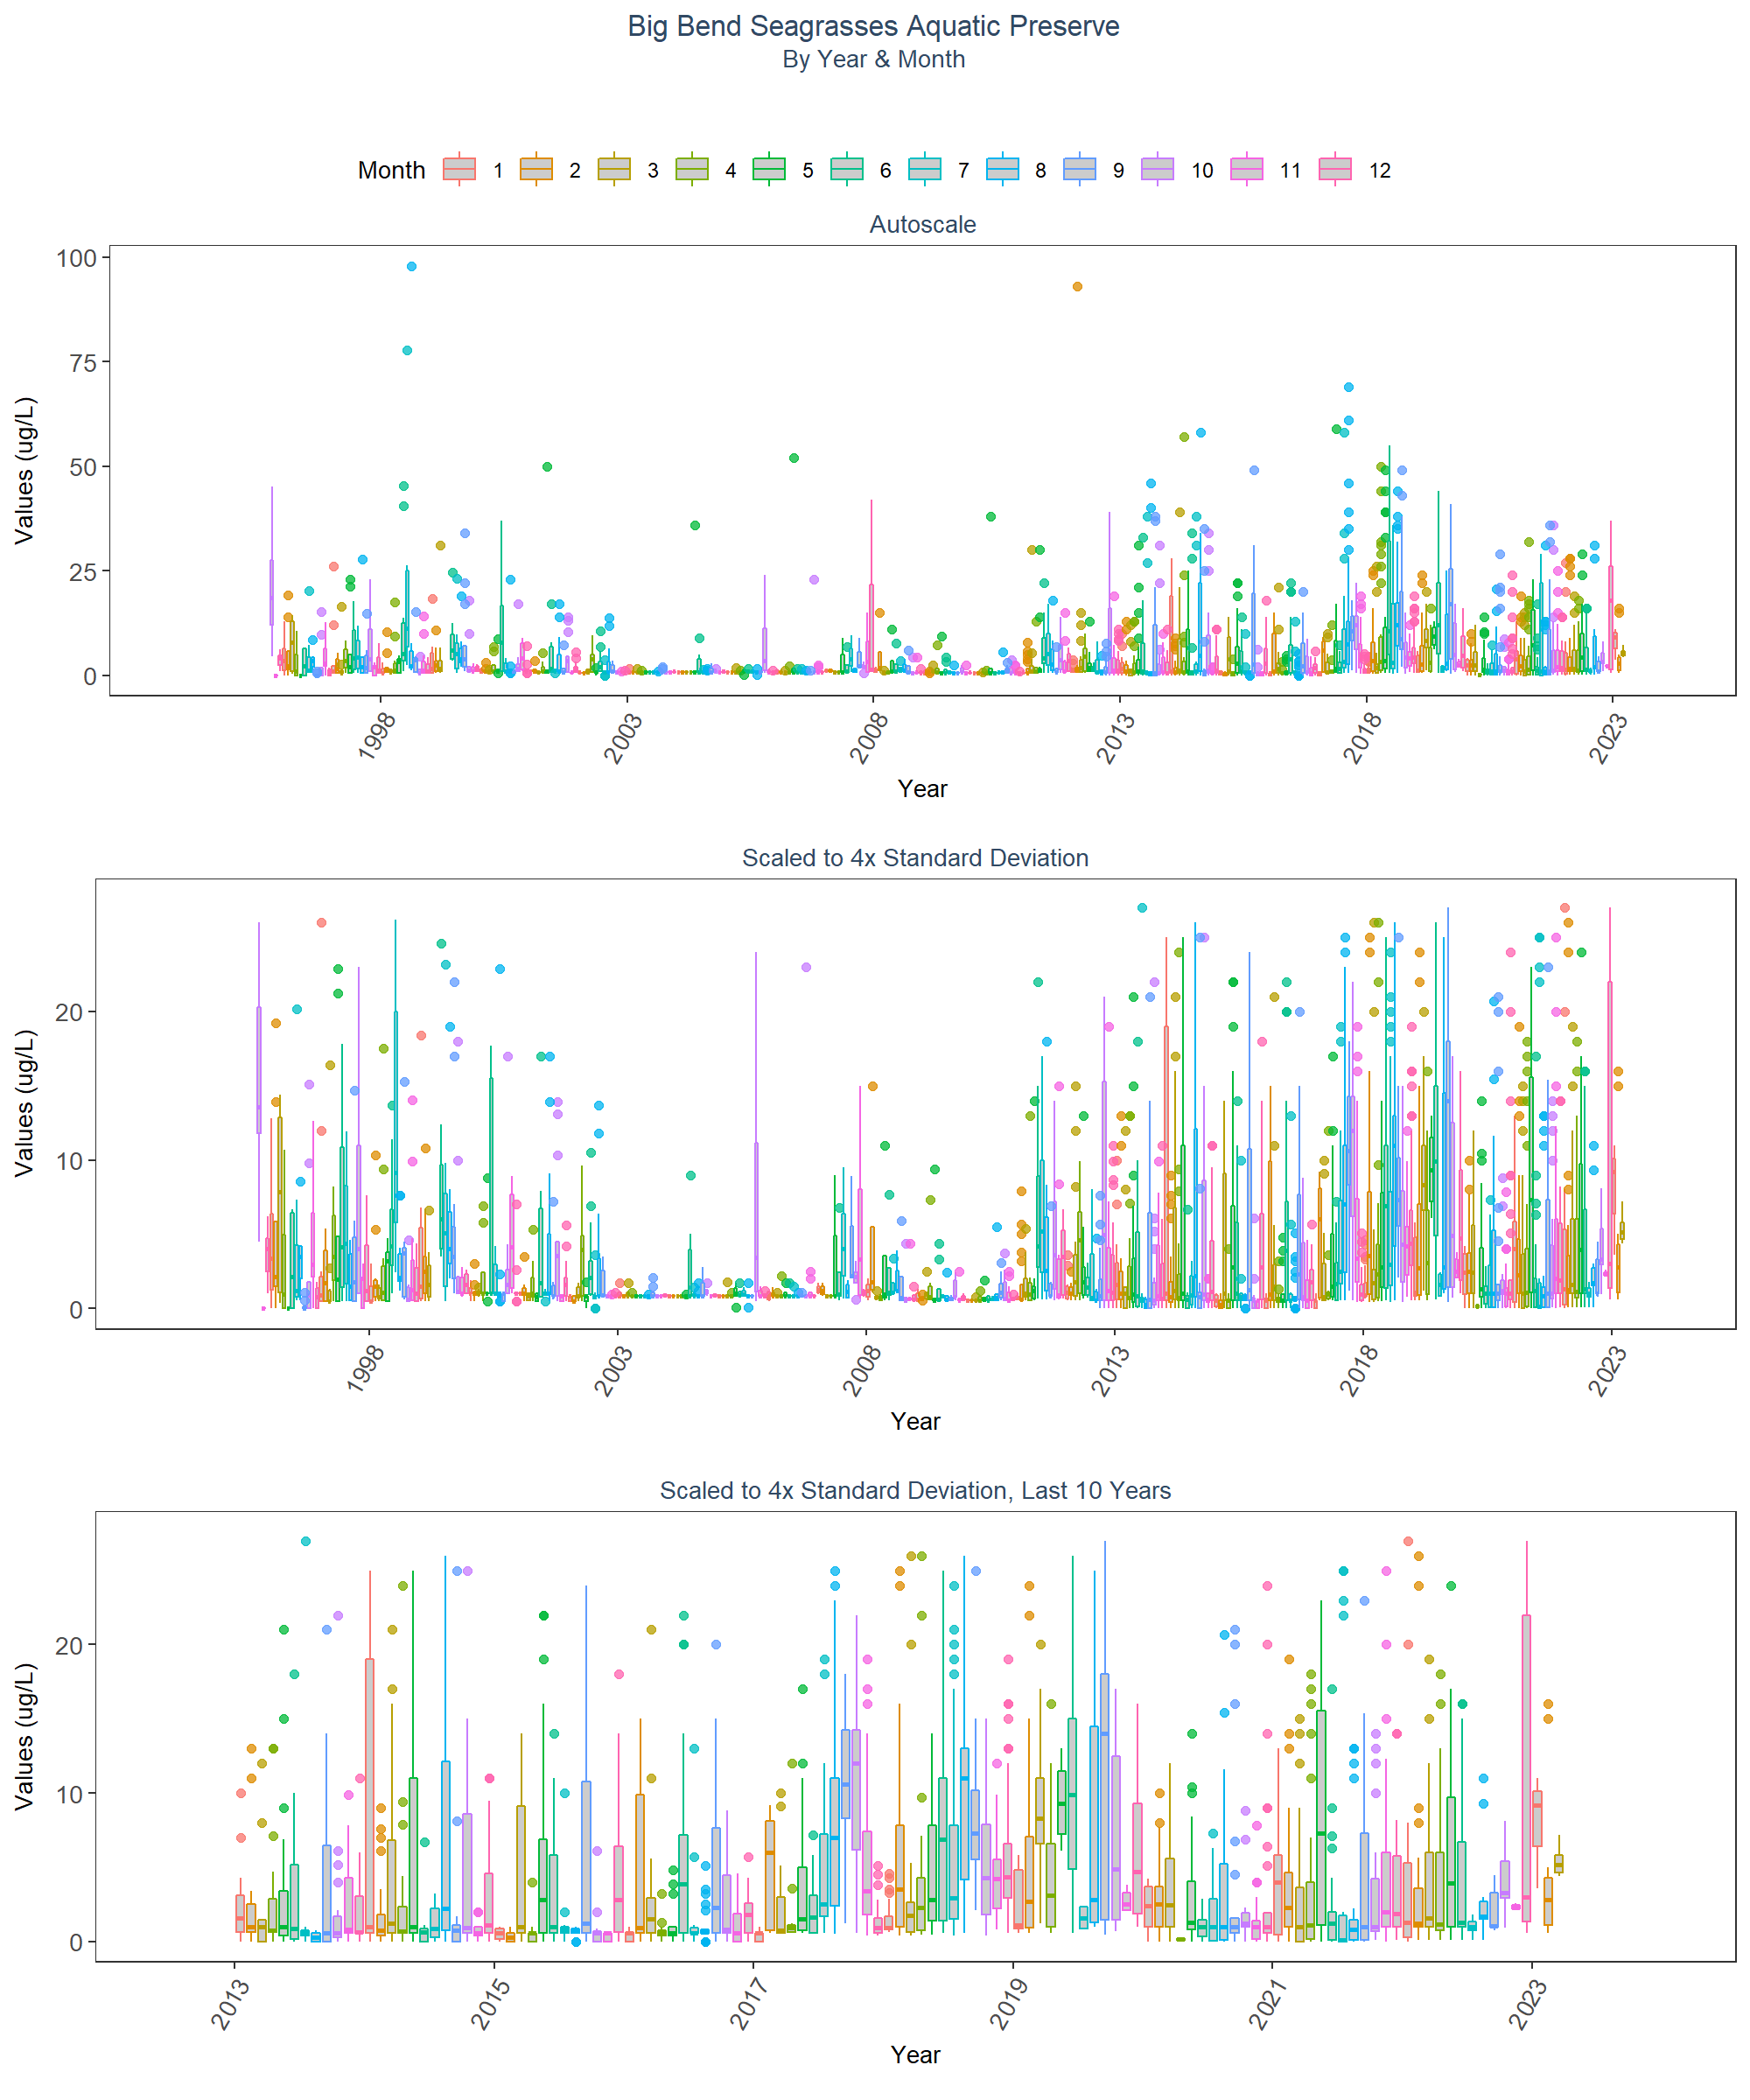 Big Bend Seagrasses Aquatic Preserve
By Year & Month
Month 1 2 3 4 5 6 7 8 9 10 11 12
Autoscale
Values (ug/L)
100
75
50
25
0
1998 2003 2008 2013 2018 2023
Year
Scaled to 4x Standard Deviation
Values (ug/L)
20
10
0
1998 2003 2008 2013 2018 2023
Year
Scaled to 4x Standard Deviation, Last 10 Years
Values (ug/L)
20
10
0
2013 2015 2017 2019 2021 2023
Year